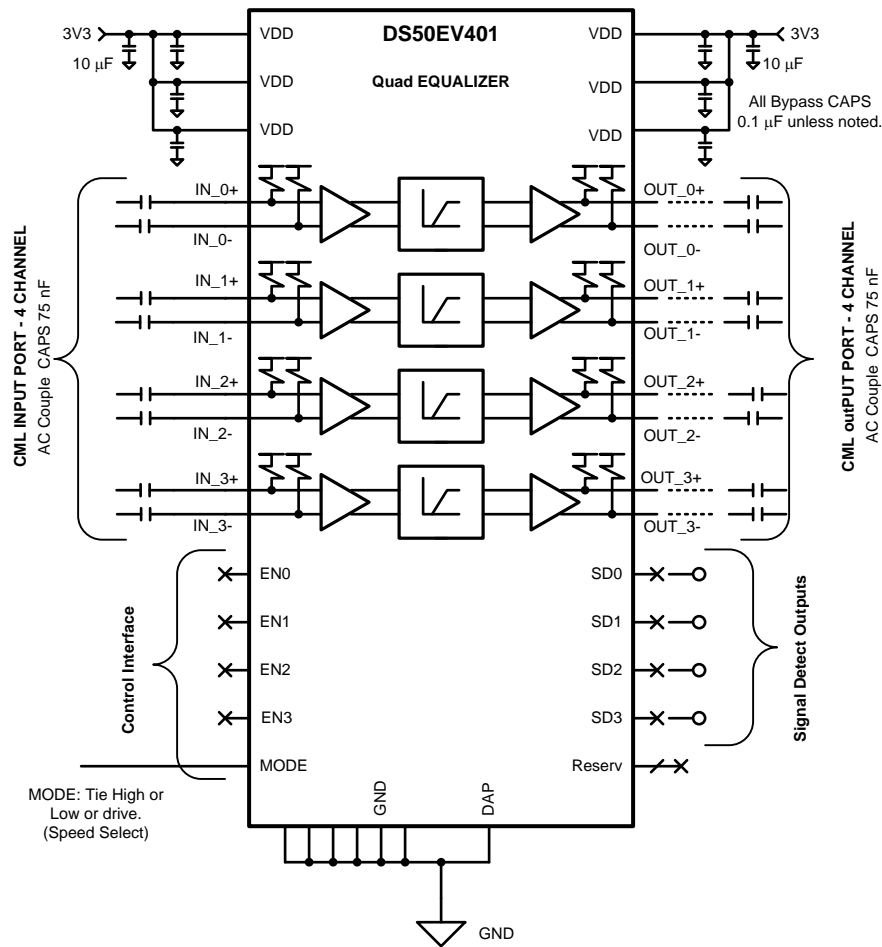 3V3
10 µF
VDD
VDD
VDD
DS50EV401
Quad EQUALIZER
VDD
VDD
VDD
3V3
10 µF
All Bypass CAPS
0.1 µF unless noted.
CML INPUT PORT - 4 CHANNEL
AC Couple CAPS 75 nF
IN_0+
IN_0-
IN_1+
IN_1-
IN_2+
IN_2-
IN_3+
IN_3-
OUT_0+
OUT_0-
OUT_1+
OUT_1-
OUT_2+
OUT_2-
OUT_3+
OUT_3-
CML outPUT PORT - 4 CHANNEL
AC Couple CAPS 75 nF
Control Interface
EN0
EN1
EN2
EN3
MODE
SD0
SD1
SD2
SD3
Reserv
Signal Detect Outputs
MODE: Tie High or
Low or drive.
(Speed Select)
GND
DAP
GND